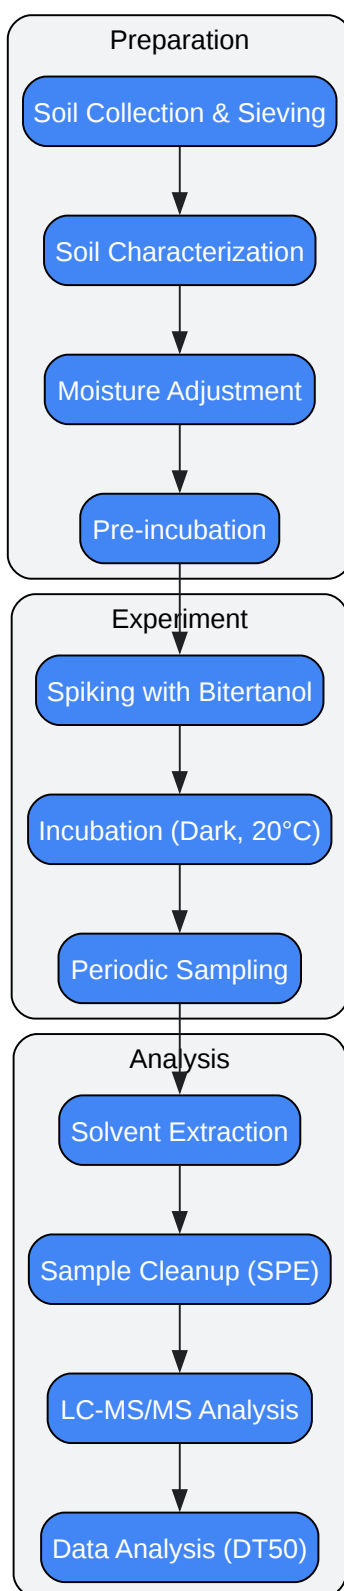 Preparation
Soil Collection & Sieving
Soil Characterization
Moisture Adjustment
Pre-incubation
Experiment
Spiking with Bitertanol
Incubation (Dark, 20°C)
Periodic Sampling
Analysis
Solvent Extraction
Sample Cleanup (SPE)
LC-MS/MS Analysis
Data Analysis (DT50)